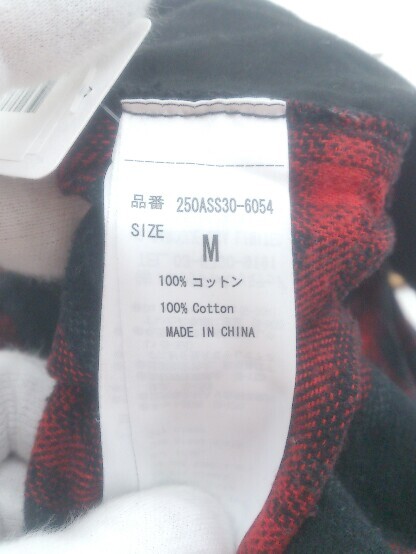 品番 250ASS30-6054
SIZE
M
100% コットン
100% Cotton
MADE IN CHINA